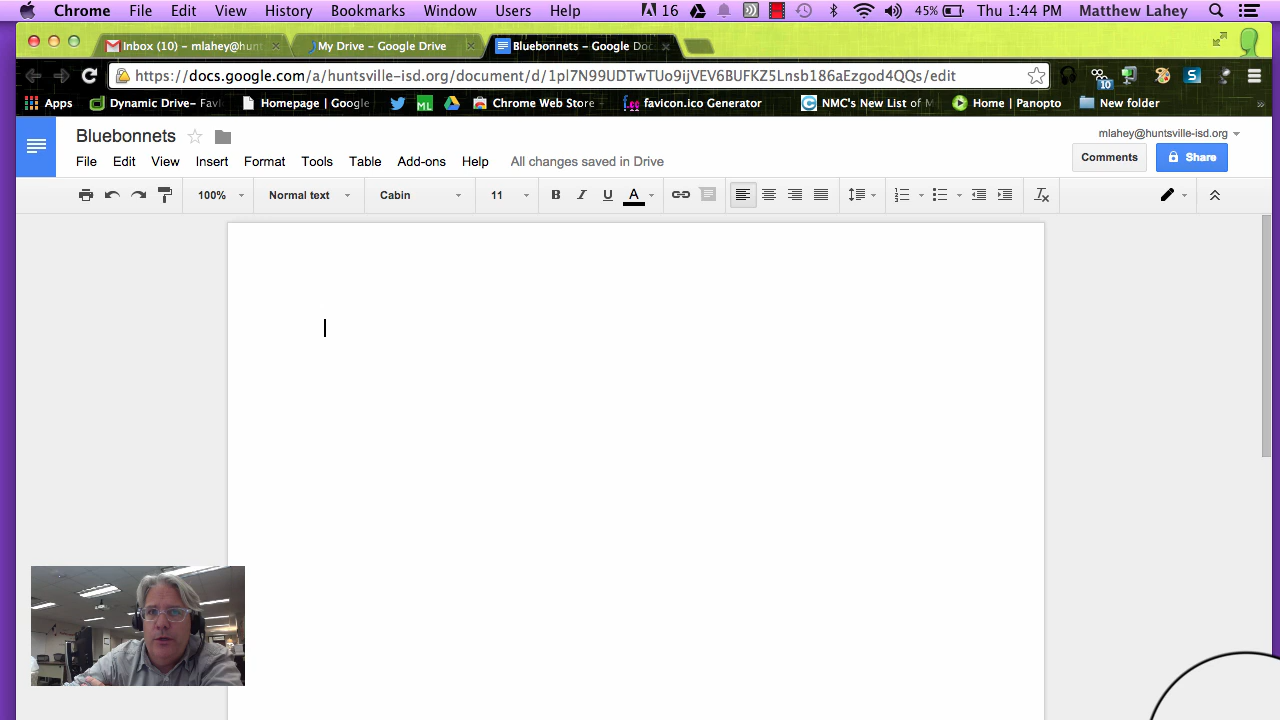 Chrome File Edit View History Bookmarks Window Users Help 16 45% Thu 1:44 PM Matthew Lahey
Inbox (10) – mlahey@hunt My Drive – Google Drive Bluebonnets – Google Doc
https://docs.google.com/a/huntsville-isd.org/document/d/1pl7N99UDTwTUo9ijVEV6BUFKZ5Lnsb186aEzgod4QQs/edit 10
Apps Dynamic Drive– Favi Homepage | Google ML Chrome Web Store favicon.ico Generator NMC's New List of M Home | Panopto New folder »
Bluebonnets
mlahey@huntsville-isd.org
File Edit View Insert Format Tools Table Add-ons Help All changes saved in Drive
Comments Share
100% Normal text Cabin 11 B I U A